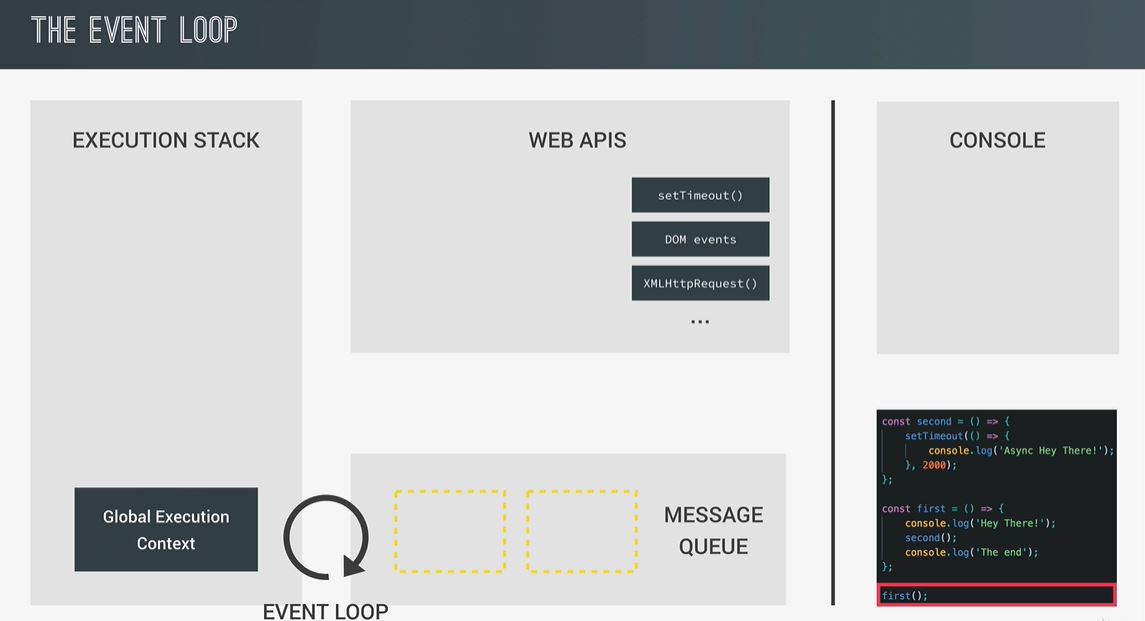 THE EVENT LOOP
EXECUTION STACK
WEB APIS
setTimeout()
DOM events
XMLHttpRequest()
...
CONSOLE
Global Execution
Context
EVENT LOOP
MESSAGE
QUEUE
const second = () => {
    setTimeout(() => {
        console.log('Async Hey There!');
    }, 2000);
};
const first = () => {
    console.log('Hey There!');
    second();
    console.log('The end');
};
first();